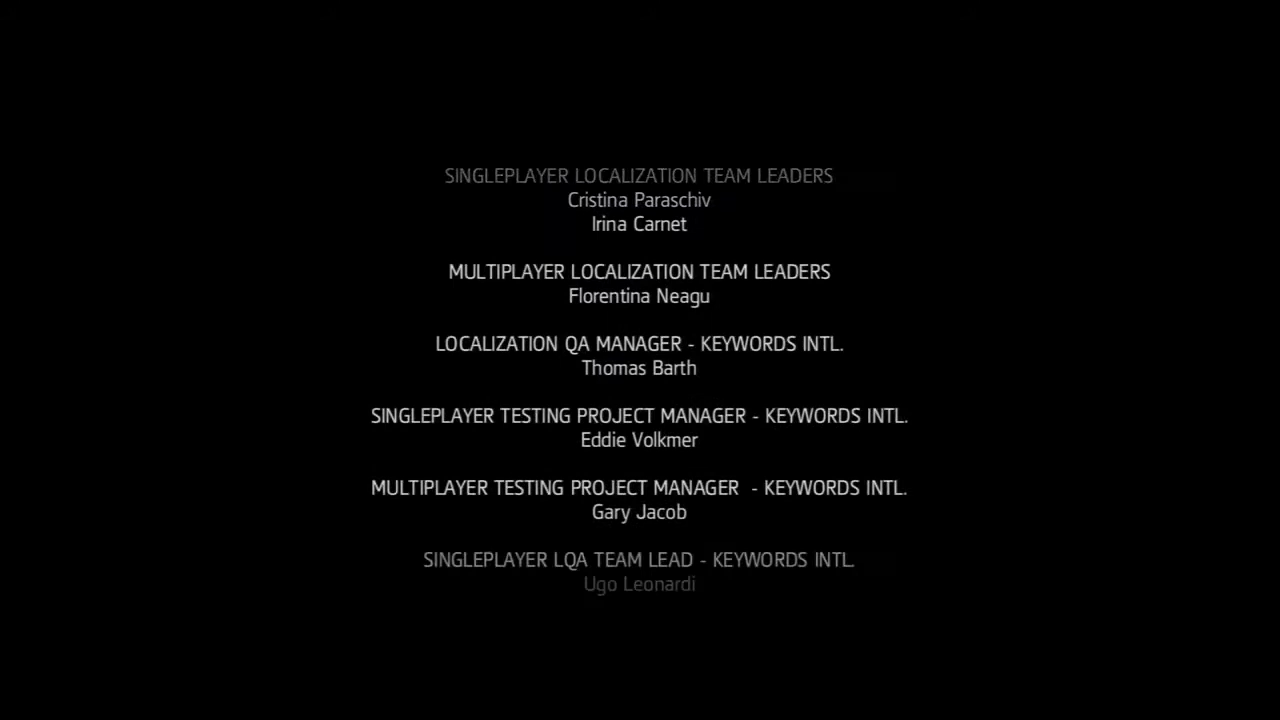 SINGLEPLAYER LOCALIZATION TEAM LEADERS
Cristina Paraschiv
Irina Carnet
MULTIPLAYER LOCALIZATION TEAM LEADERS
Florentina Neagu
LOCALIZATION QA MANAGER - KEYWORDS INTL.
Thomas Barth
SINGLEPLAYER TESTING PROJECT MANAGER - KEYWORDS INTL.
Eddie Volkmer
MULTIPLAYER TESTING PROJECT MANAGER  - KEYWORDS INTL.
Gary Jacob
SINGLEPLAYER LQA TEAM LEAD - KEYWORDS INTL.
Ugo Leonardi